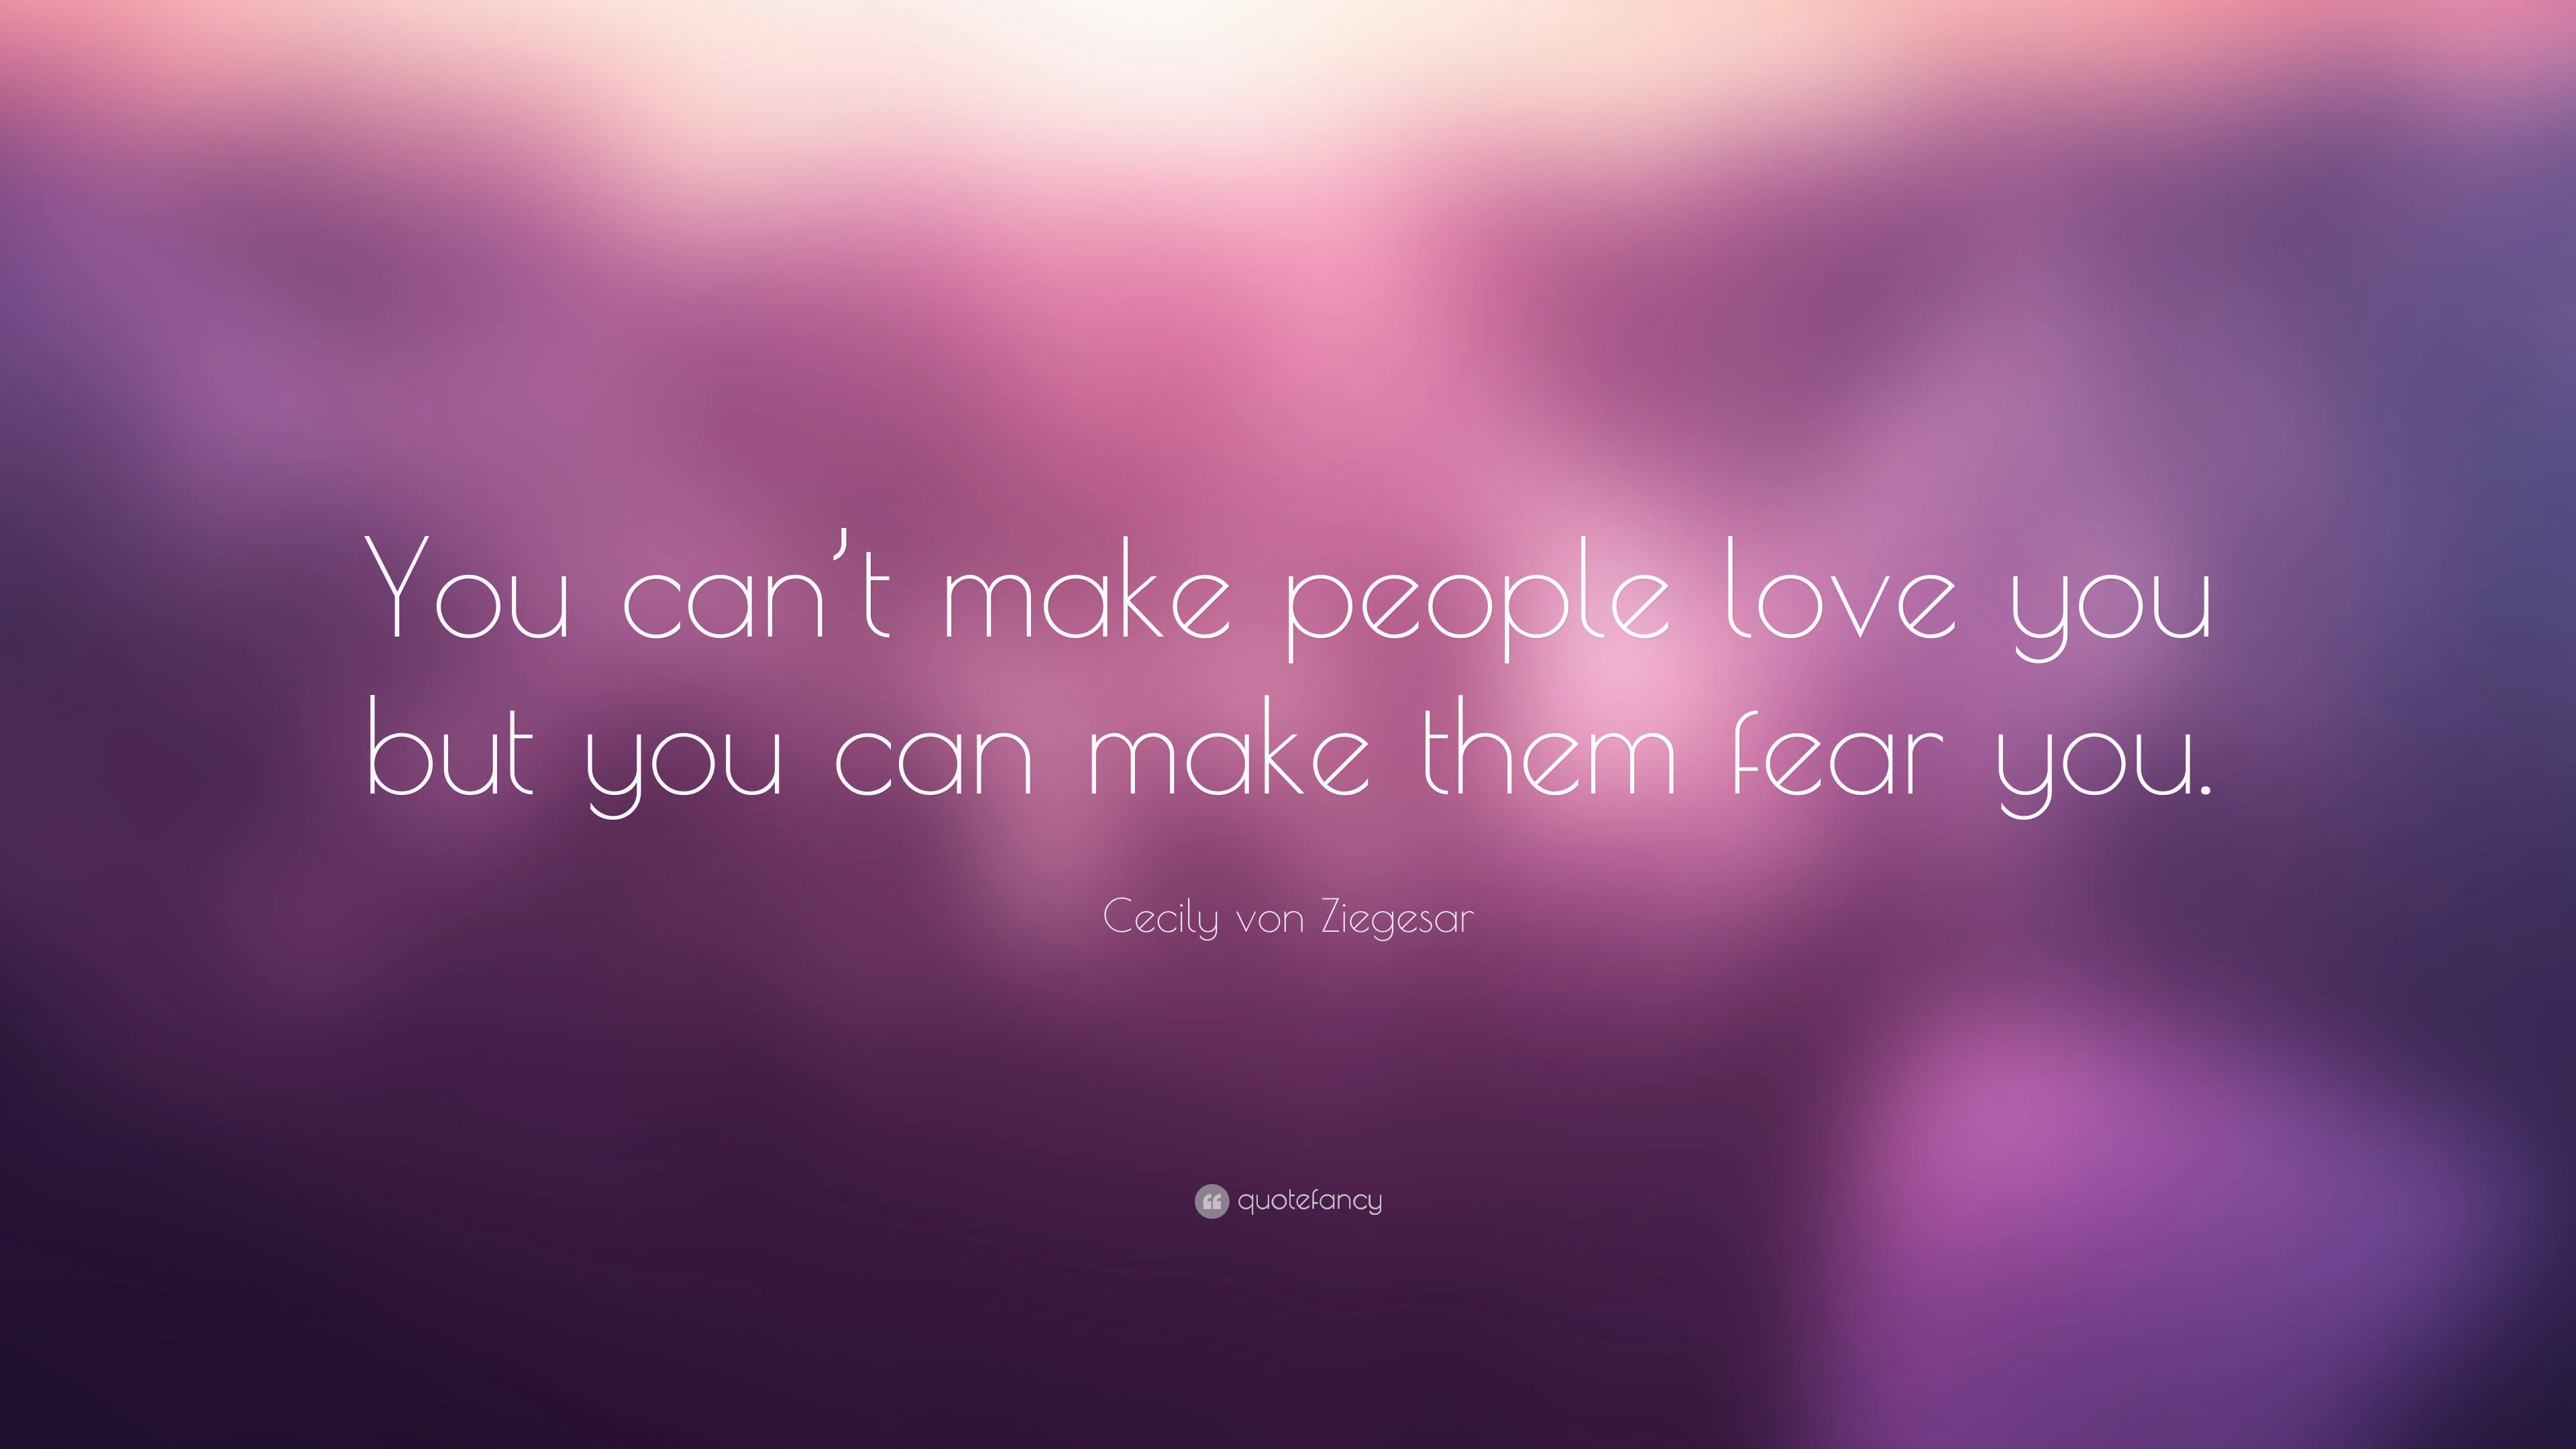 You can’t make people love you
but you can make them fear you.
Cecily von Ziegesar
quotefancy